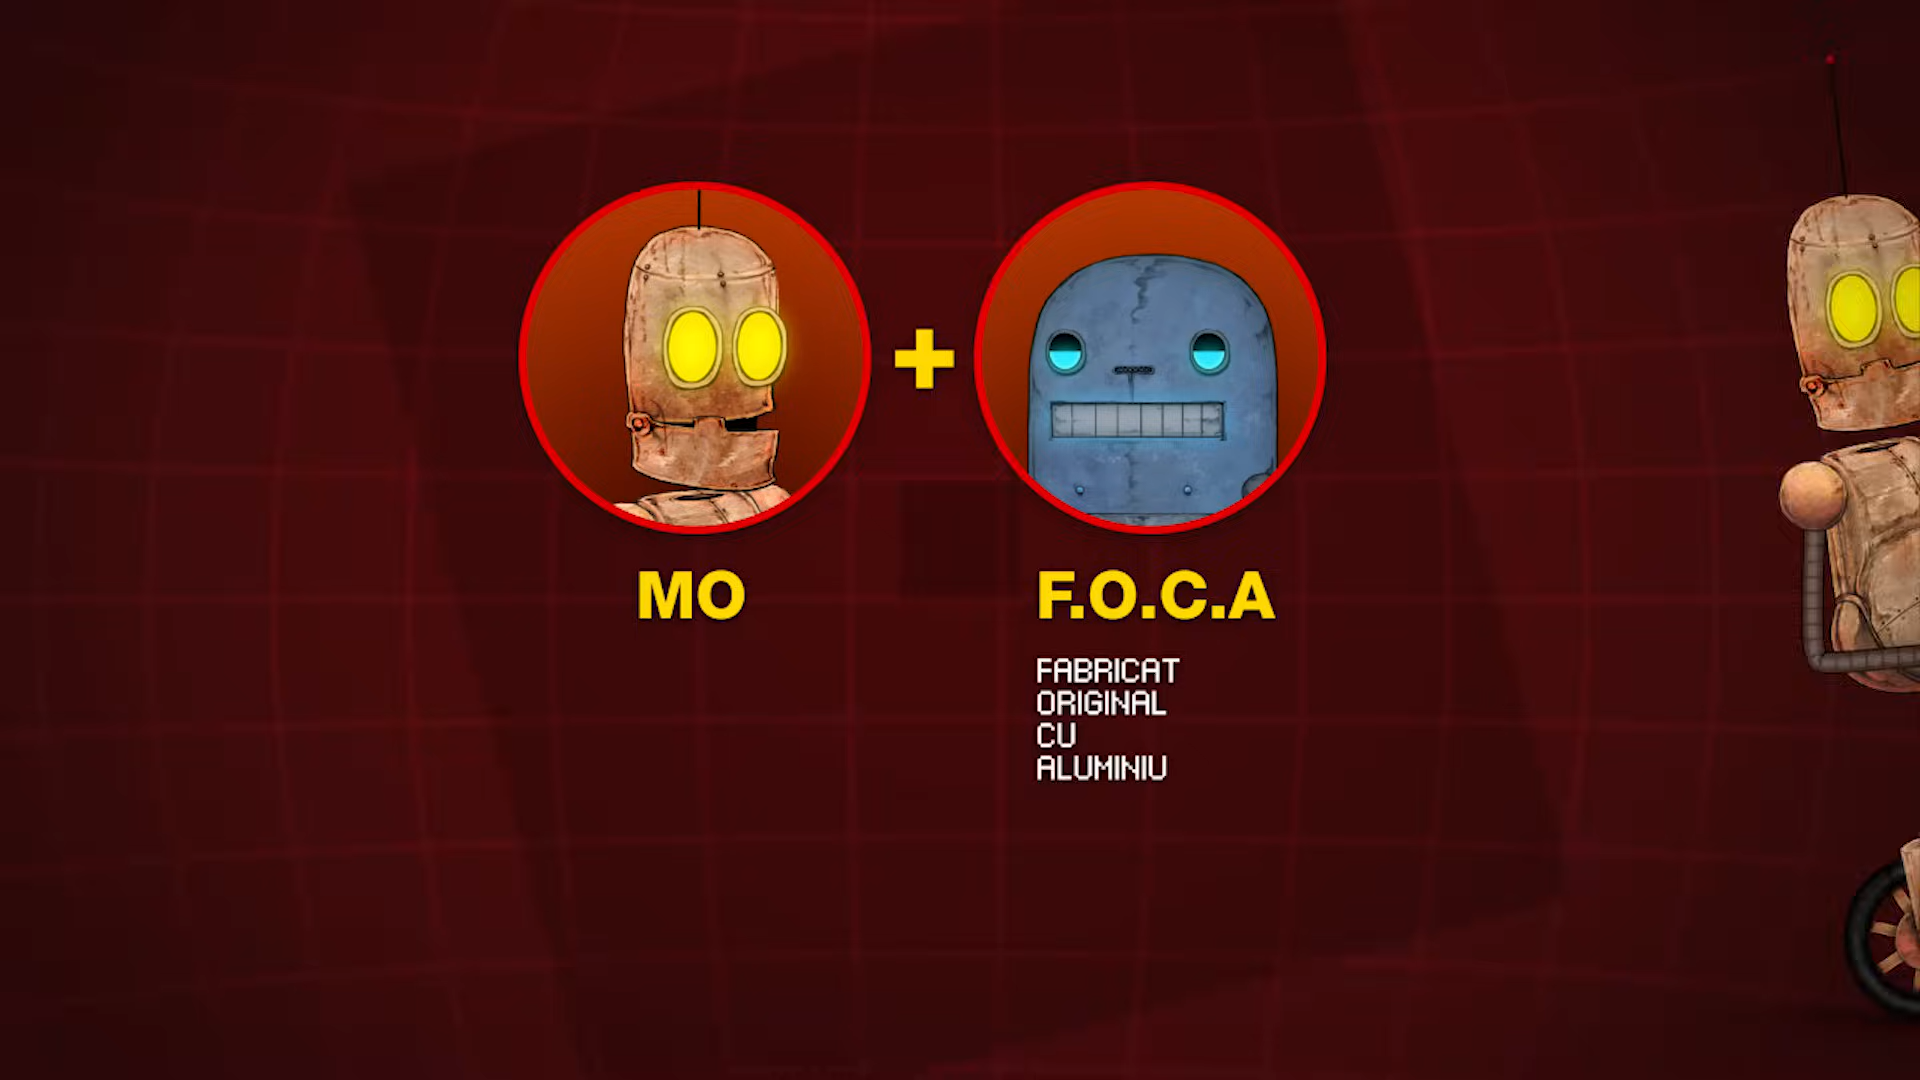 MO + F.O.C.A
FABRICAT
ORIGINAL
CU
ALUMINIU